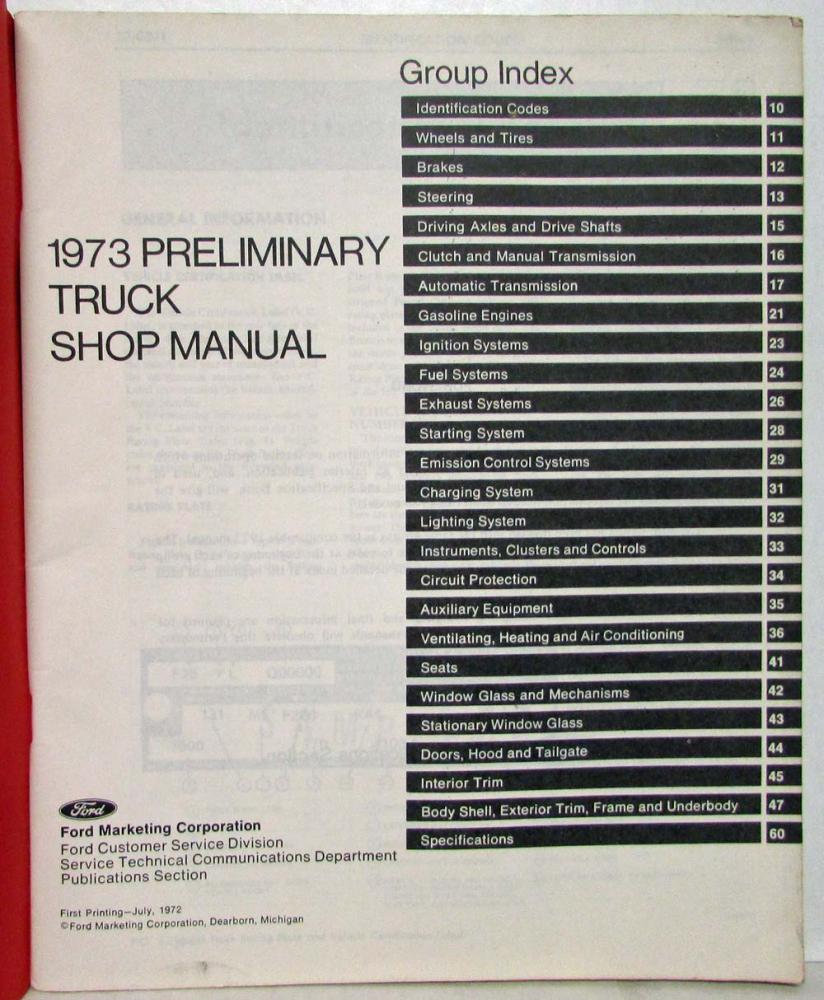 Group Index
Identification Codes 10
Wheels and Tires 11
Brakes 12
Steering 13
Driving Axles and Drive Shafts 15
Clutch and Manual Transmission 16
Automatic Transmission 17
Gasoline Engines 21
Ignition Systems 23
Fuel Systems 24
Exhaust Systems 26
Starting System 28
Emission Control Systems 29
Charging System 31
Lighting System 32
Instruments, Clusters and Controls 33
Circuit Protection 34
Auxiliary Equipment 35
Ventilating, Heating and Air Conditioning 36
Seats 41
Window Glass and Mechanisms 42
Stationary Window Glass 43
Doors, Hood and Tailgate 44
Interior Trim 45
Body Shell, Exterior Trim, Frame and Underbody 47
Specifications 60
1973 PRELIMINARY
TRUCK
SHOP MANUAL
Ford
Ford Marketing Corporation
Ford Customer Service Division
Service Technical Communications Department
Publications Section
First Printing—July, 1972
©Ford Marketing Corporation, Dearborn, Michigan
GENERAL INFORMATION
RATING PLATE